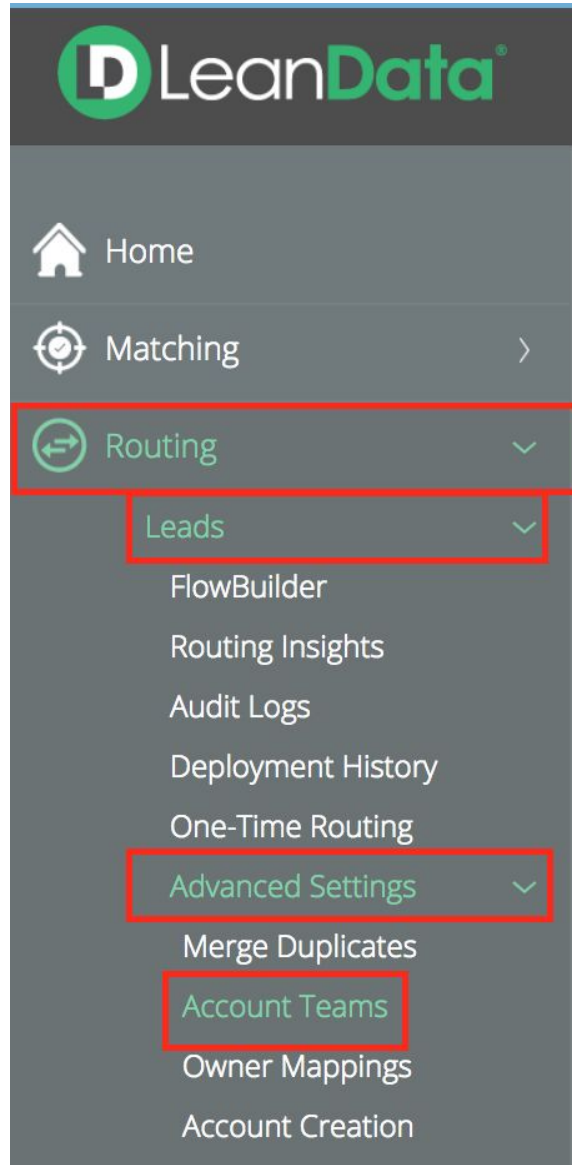 LeanData®
Home
Matching
Routing
Leads
FlowBuilder
Routing Insights
Audit Logs
Deployment History
One-Time Routing
Advanced Settings
Merge Duplicates
Account Teams
Owner Mappings
Account Creation